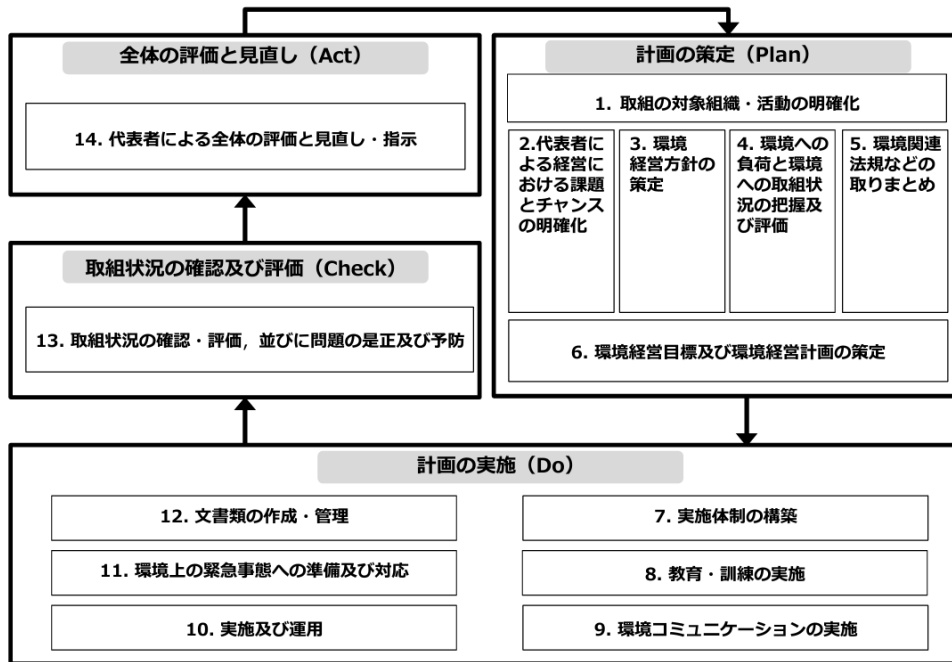 全体の評価と見直し（Act）
14. 代表者による全体の評価と見直し・指示
計画の策定（Plan）
1. 取組の対象組織・活動の明確化
2.代表者に
よる経営に
おける課題
とチャンス
の明確化
3. 環境
経営方針の
策定
4. 環境への
負荷と環境
への取組状
況の把握及
び評価
5. 環境関連
法規などの
取りまとめ
6. 環境経営目標及び環境経営計画の策定
取組状況の確認及び評価（Check）
13. 取組状況の確認・評価，並びに問題の是正及び予防
計画の実施（Do）
12. 文書類の作成・管理
7. 実施体制の構築
11. 環境上の緊急事態への準備及び対応
8. 教育・訓練の実施
10. 実施及び運用
9. 環境コミュニケーションの実施